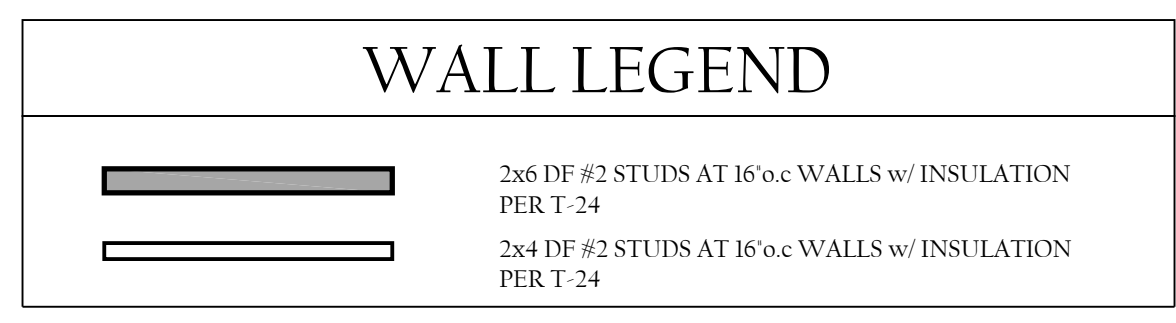 WALL LEGEND
2x6 DF #2 STUDS AT 16"o.c WALLS w/ INSULATION
PER T-24
2x4 DF #2 STUDS AT 16"o.c WALLS w/ INSULATION
PER T-24